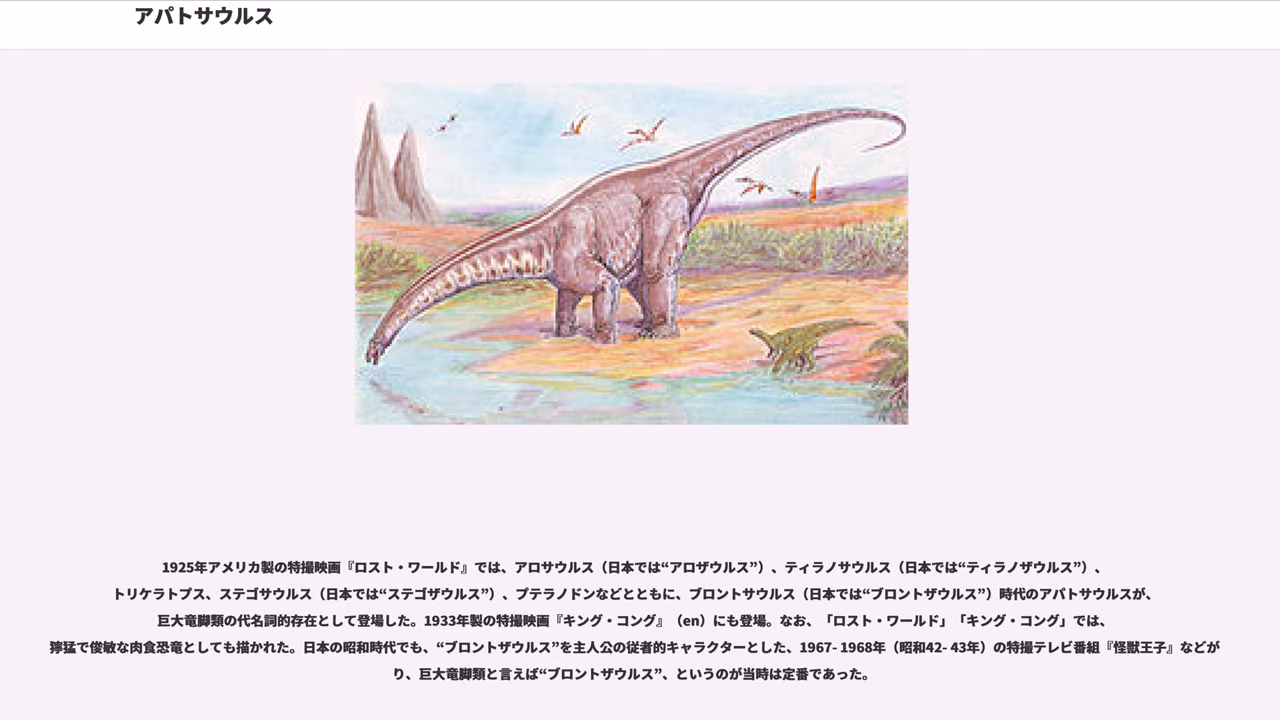 アパトサウルス
1925年アメリカ製の特撮映画『ロスト・ワールド』では、アロサウルス（日本では“アロザウルス”）、ティラノサウルス（日本では“ティラノザウルス”）、
トリケラトプス、ステゴサウルス（日本では“ステゴザウルス”）、プテラノドンなどとともに、ブロントサウルス（日本では“ブロントザウルス”）時代のアパトサウルスが、
巨大竜脚類の代名詞的存在として登場した。1933年製の特撮映画『キング・コング』（en）にも登場。なお、「ロスト・ワールド」「キング・コング」では、
獰猛で俊敏な肉食恐竜としても描かれた。日本の昭和時代でも、“ブロントザウルス”を主人公の従者的キャラクターとした、1967- 1968年（昭和42- 43年）の特撮テレビ番組『怪獣王子』などが
り、巨大竜脚類と言えば“ブロントザウルス”、というのが当時は定番であった。